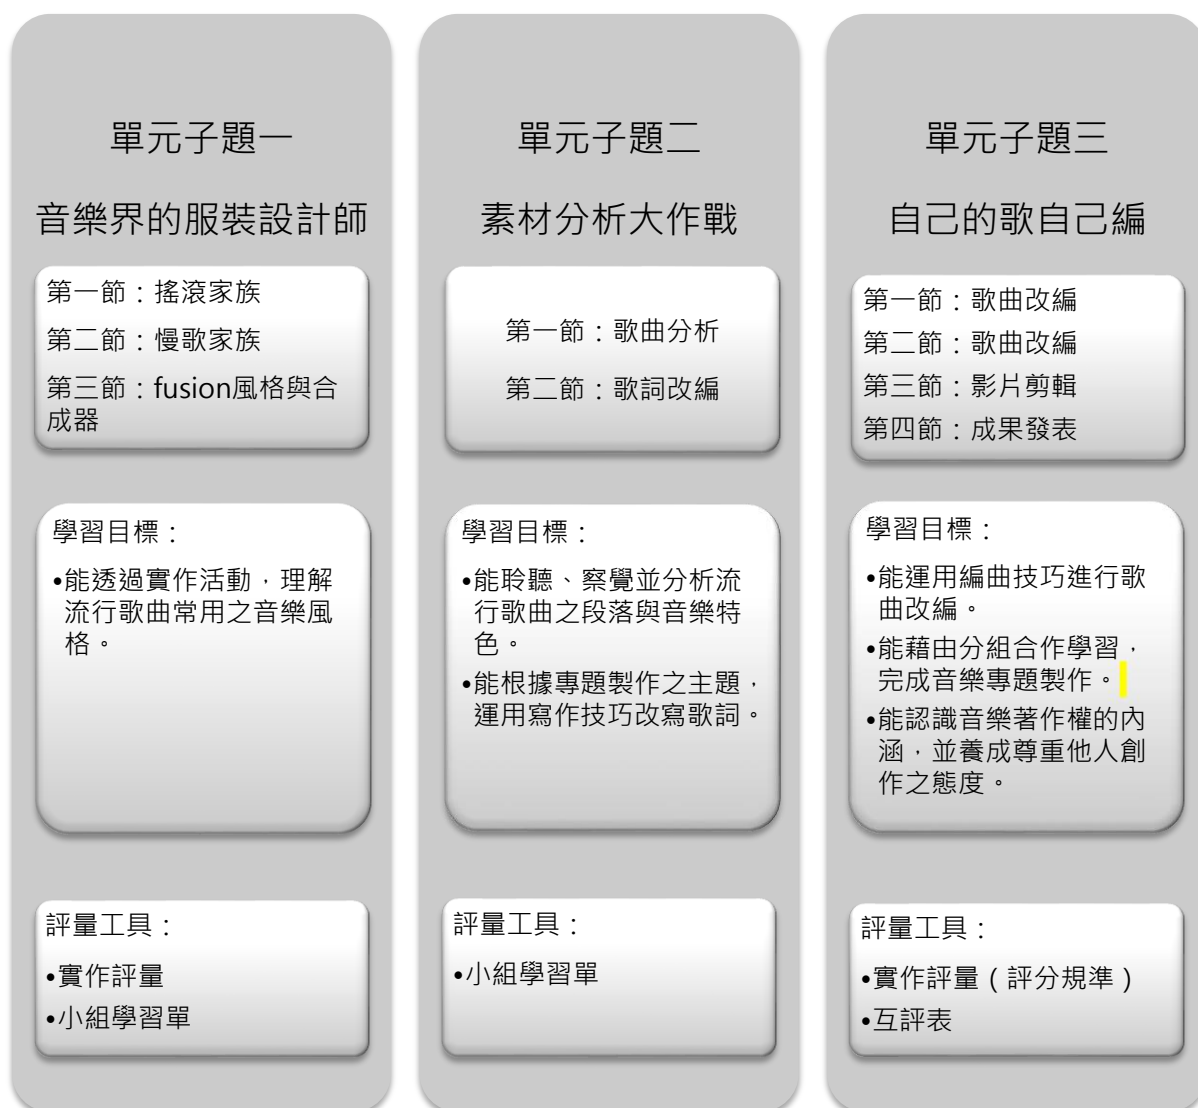 單元子題一
音樂界的服裝設計師
第一節：搖滾家族
第二節：慢歌家族
第三節：fusion風格與合
成器
學習目標：
•能透過實作活動，理解
流行歌曲常用之音樂風
格。
評量工具：
•實作評量
•小組學習單
單元子題二
素材分析大作戰
第一節：歌曲分析
第二節：歌詞改編
學習目標：
•能聆聽、察覺並分析流
行歌曲之段落與音樂特
色。
•能根據專題製作之主題，
運用寫作技巧改寫歌詞。
評量工具：
•小組學習單
單元子題三
自己的歌自己編
第一節：歌曲改編
第二節：歌曲改編
第三節：影片剪輯
第四節：成果發表
學習目標：
•能運用編曲技巧進行歌
曲改編。
•能藉由分組合作學習，
完成音樂專題製作。
•能認識音樂著作權的內
涵，並養成尊重他人創
作之態度。
評量工具：
•實作評量（評分規準）
•互評表